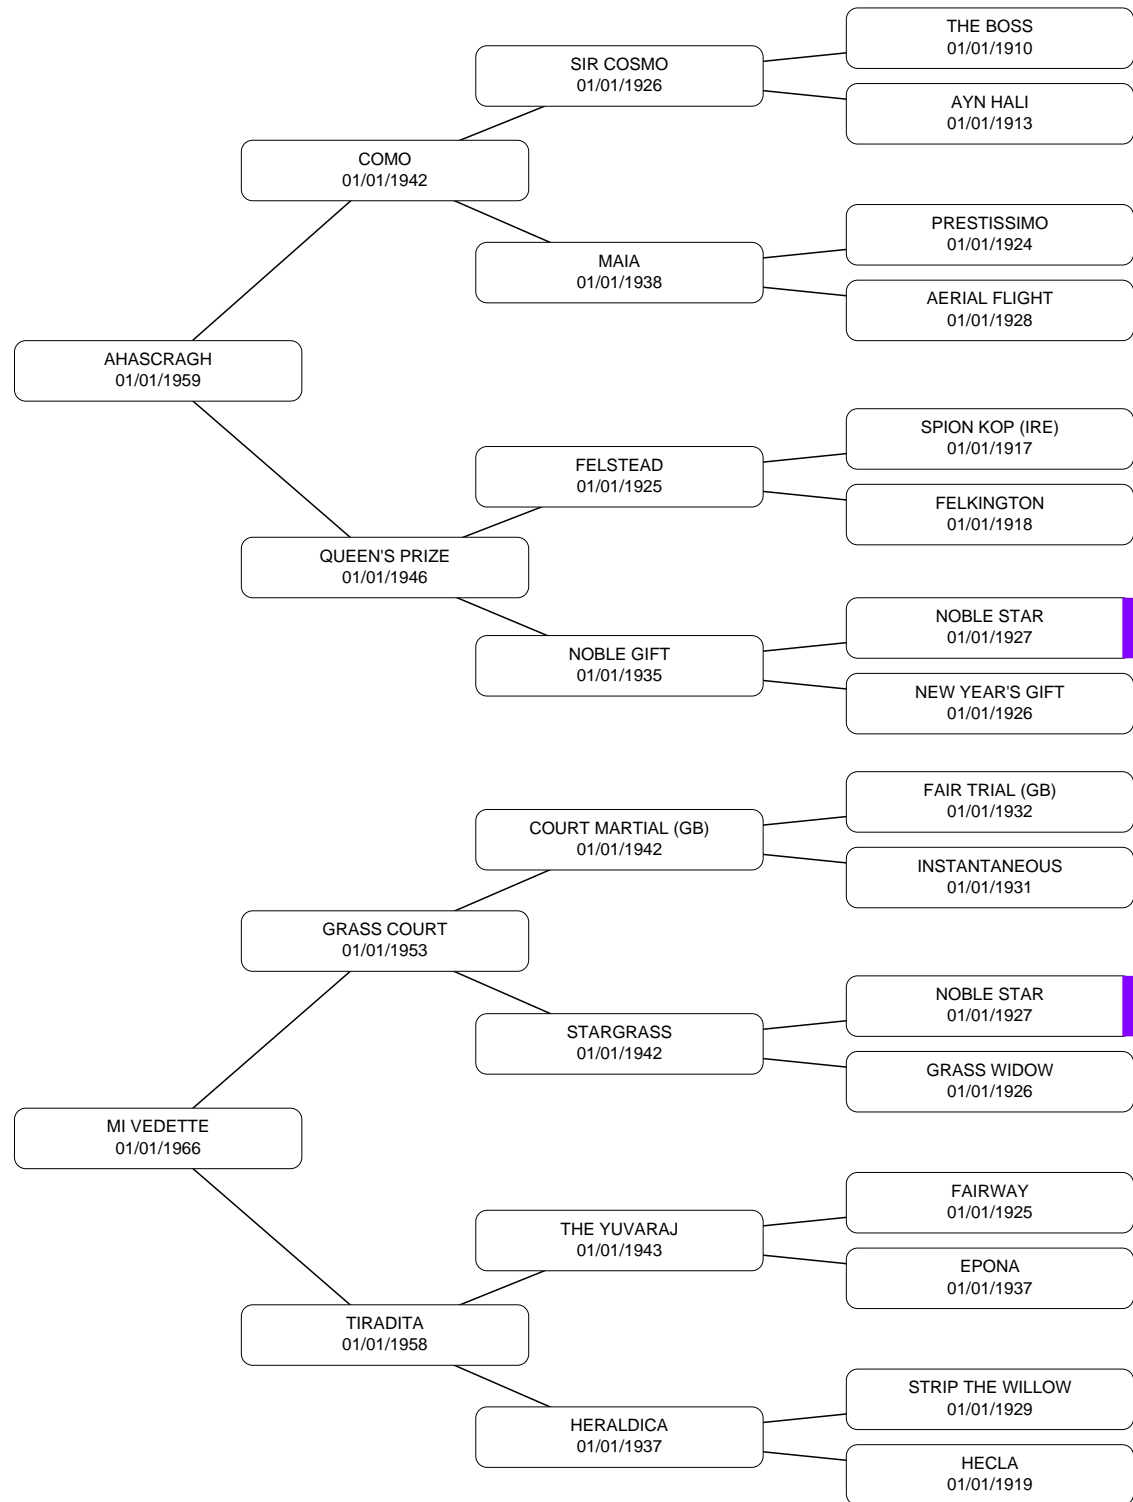 THE BOSS
01/01/1910
SIR COSMO
01/01/1926
AYN HALI
01/01/1913
COMO
01/01/1942
PRESTISSIMO
01/01/1924
MAIA
01/01/1938
AERIAL FLIGHT
01/01/1928
AHASCRAGH
01/01/1959
SPION KOP (IRE)
01/01/1917
FELSTEAD
01/01/1925
FELKINGTON
01/01/1918
QUEEN'S PRIZE
01/01/1946
NOBLE STAR
01/01/1927
NOBLE GIFT
01/01/1935
NEW YEAR'S GIFT
01/01/1926
FAIR TRIAL (GB)
01/01/1932
COURT MARTIAL (GB)
01/01/1942
INSTANTANEOUS
01/01/1931
GRASS COURT
01/01/1953
NOBLE STAR
01/01/1927
STARGRASS
01/01/1942
GRASS WIDOW
01/01/1926
MI VEDETTE
01/01/1966
FAIRWAY
01/01/1925
THE YUVARAJ
01/01/1943
EPONA
01/01/1937
TIRADITA
01/01/1958
STRIP THE WILLOW
01/01/1929
HERALDICA
01/01/1937
HECLA
01/01/1919